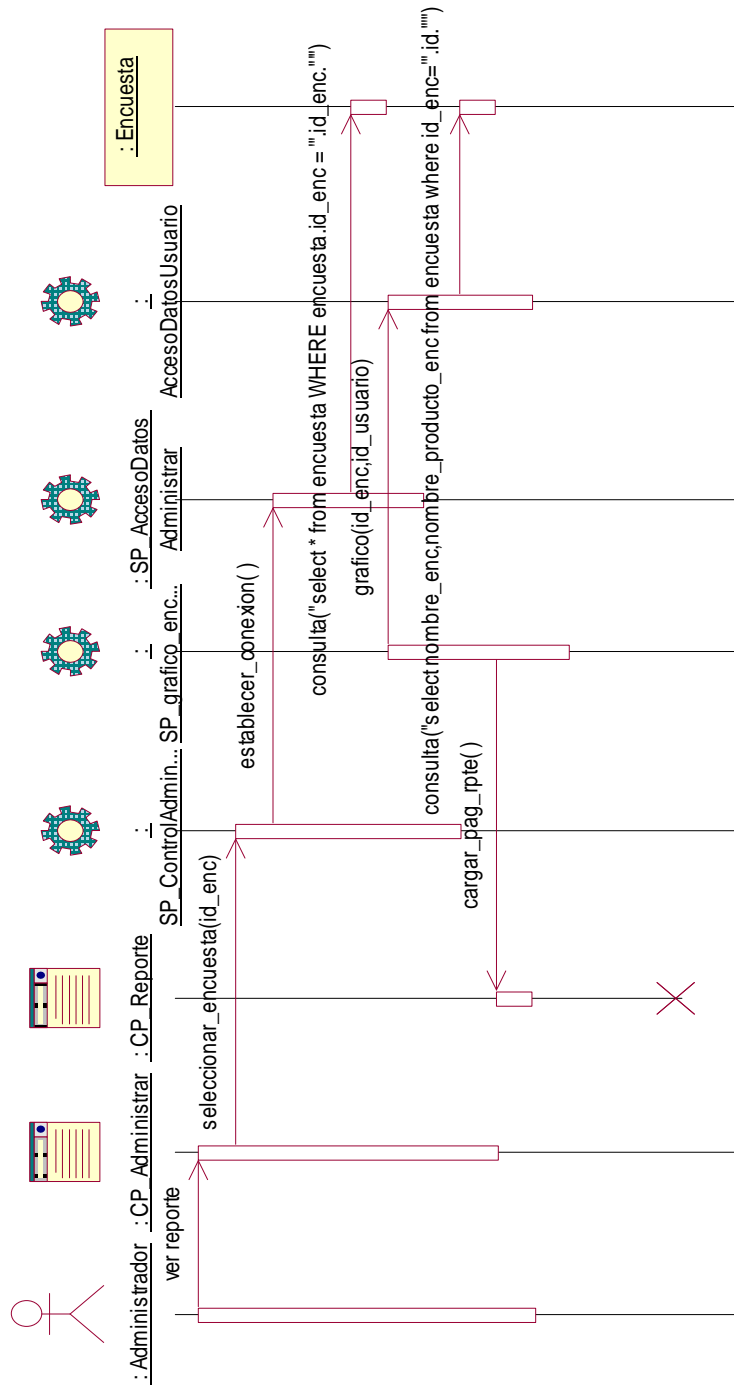 : Administrador
: CP_Administrar
: CP_Reporte
:
SP_ControlAdmin...
:
SP_grafico_enc...
: SP_AccesoDatos
Administrar
:
AccesoDatosUsuario
: Encuesta
ver reporte
seleccionar_encuesta(id_enc)
establecer_conexion( )
consulta("select * from encuesta WHERE encuesta.id_enc = '".id_enc."'")
grafico(id_enc,id_usuario)
consulta("select nombre_enc,nombre_producto_enc from encuesta where id_enc='".id."'")
cargar_pag_rpte( )